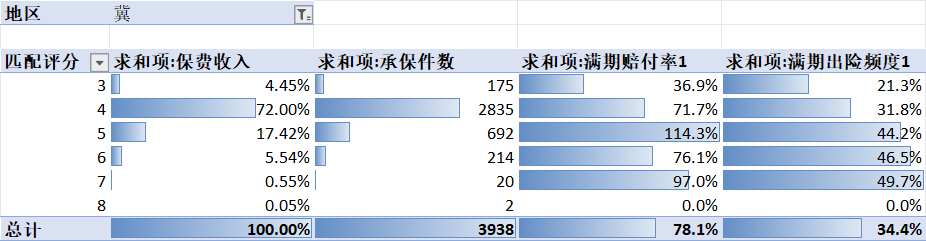 地区 冀
匹配评分 求和项:保费收入 求和项:承保件数 求和项:满期赔付率1 求和项:满期出险频度1
3 4.45% 175 36.9% 21.3%
4 72.00% 2835 71.7% 31.8%
5 17.42% 692 114.3% 44.2%
6 5.54% 214 76.1% 46.5%
7 0.55% 20 97.0% 49.7%
8 0.05% 2 0.0% 0.0%
总计 100.00% 3938 78.1% 34.4%